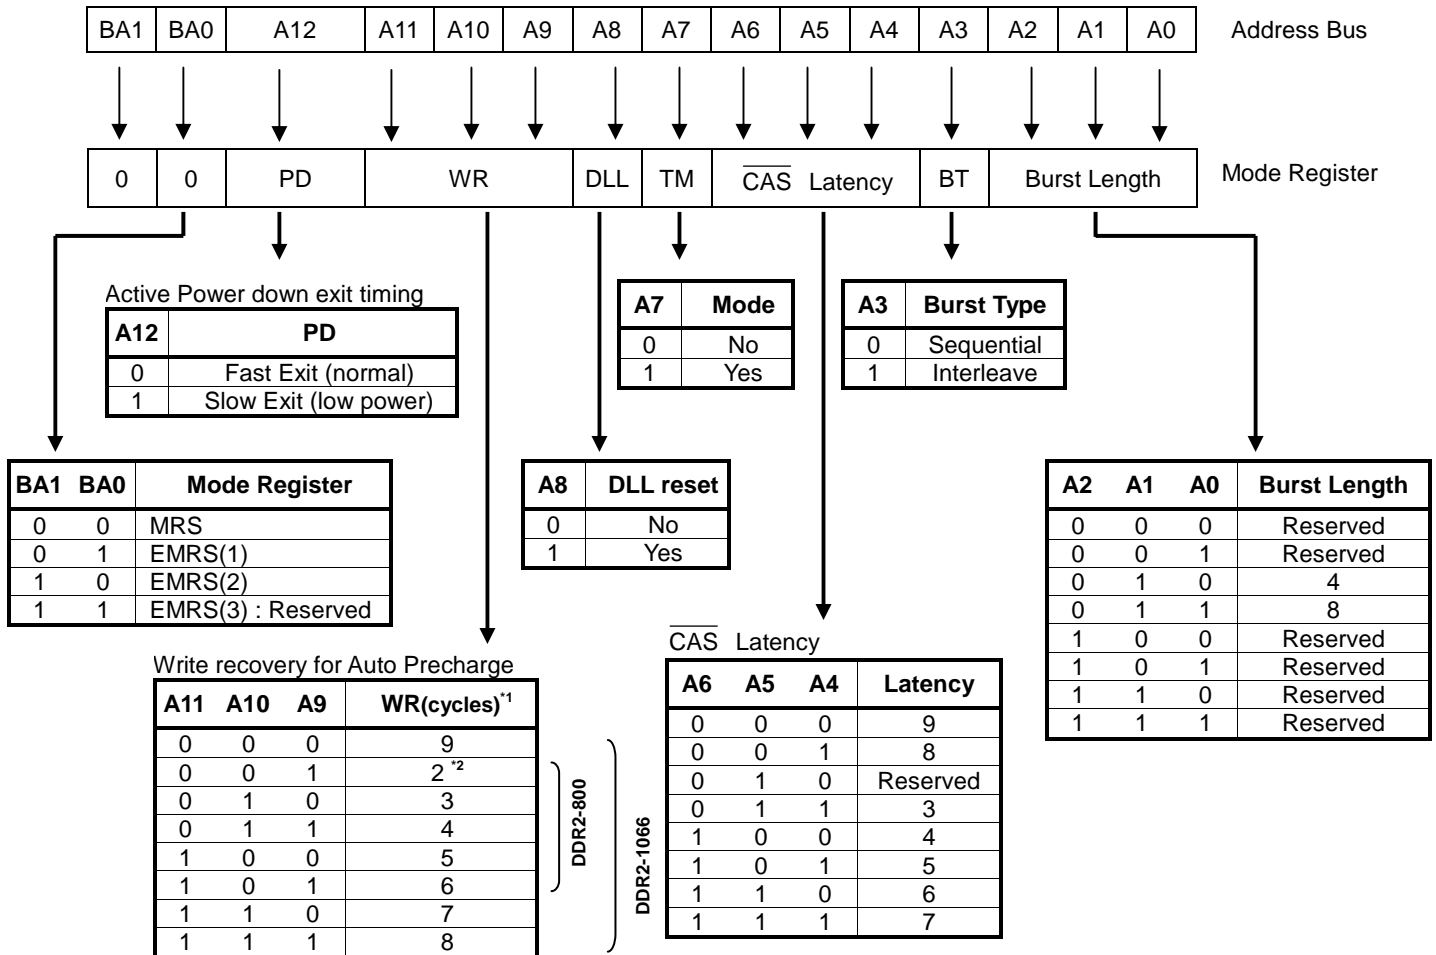 BA1 BA0 A12 A11 A10 A9 A8 A7 A6 A5 A4 A3 A2 A1 A0 Address Bus
0 0 PD WR DLL TM CAS Latency BT Burst Length Mode Register
Active Power down exit timing
A12 PD
0 Fast Exit (normal)
1 Slow Exit (low power)
A7 Mode
0 No
1 Yes
A3 Burst Type
0 Sequential
1 Interleave
BA1 BA0 Mode Register
0 0 MRS
0 1 EMRS(1)
1 0 EMRS(2)
1 1 EMRS(3) : Reserved
A8 DLL reset
0 No
1 Yes
A2 A1 A0 Burst Length
0 0 0 Reserved
0 0 1 Reserved
0 1 0 4
0 1 1 8
1 0 0 Reserved
1 0 1 Reserved
1 1 0 Reserved
1 1 1 Reserved
Write recovery for Auto Precharge
A11 A10 A9 WR(cycles)*1
0 0 0 9
0 0 1 2 *2
0 1 0 3
0 1 1 4
1 0 0 5
1 0 1 6
1 1 0 7
1 1 1 8
DDR2-800
DDR2-1066
CAS Latency
A6 A5 A4 Latency
0 0 0 9
0 0 1 8
0 1 0 Reserved
0 1 1 3
1 0 0 4
1 0 1 5
1 1 0 6
1 1 1 7